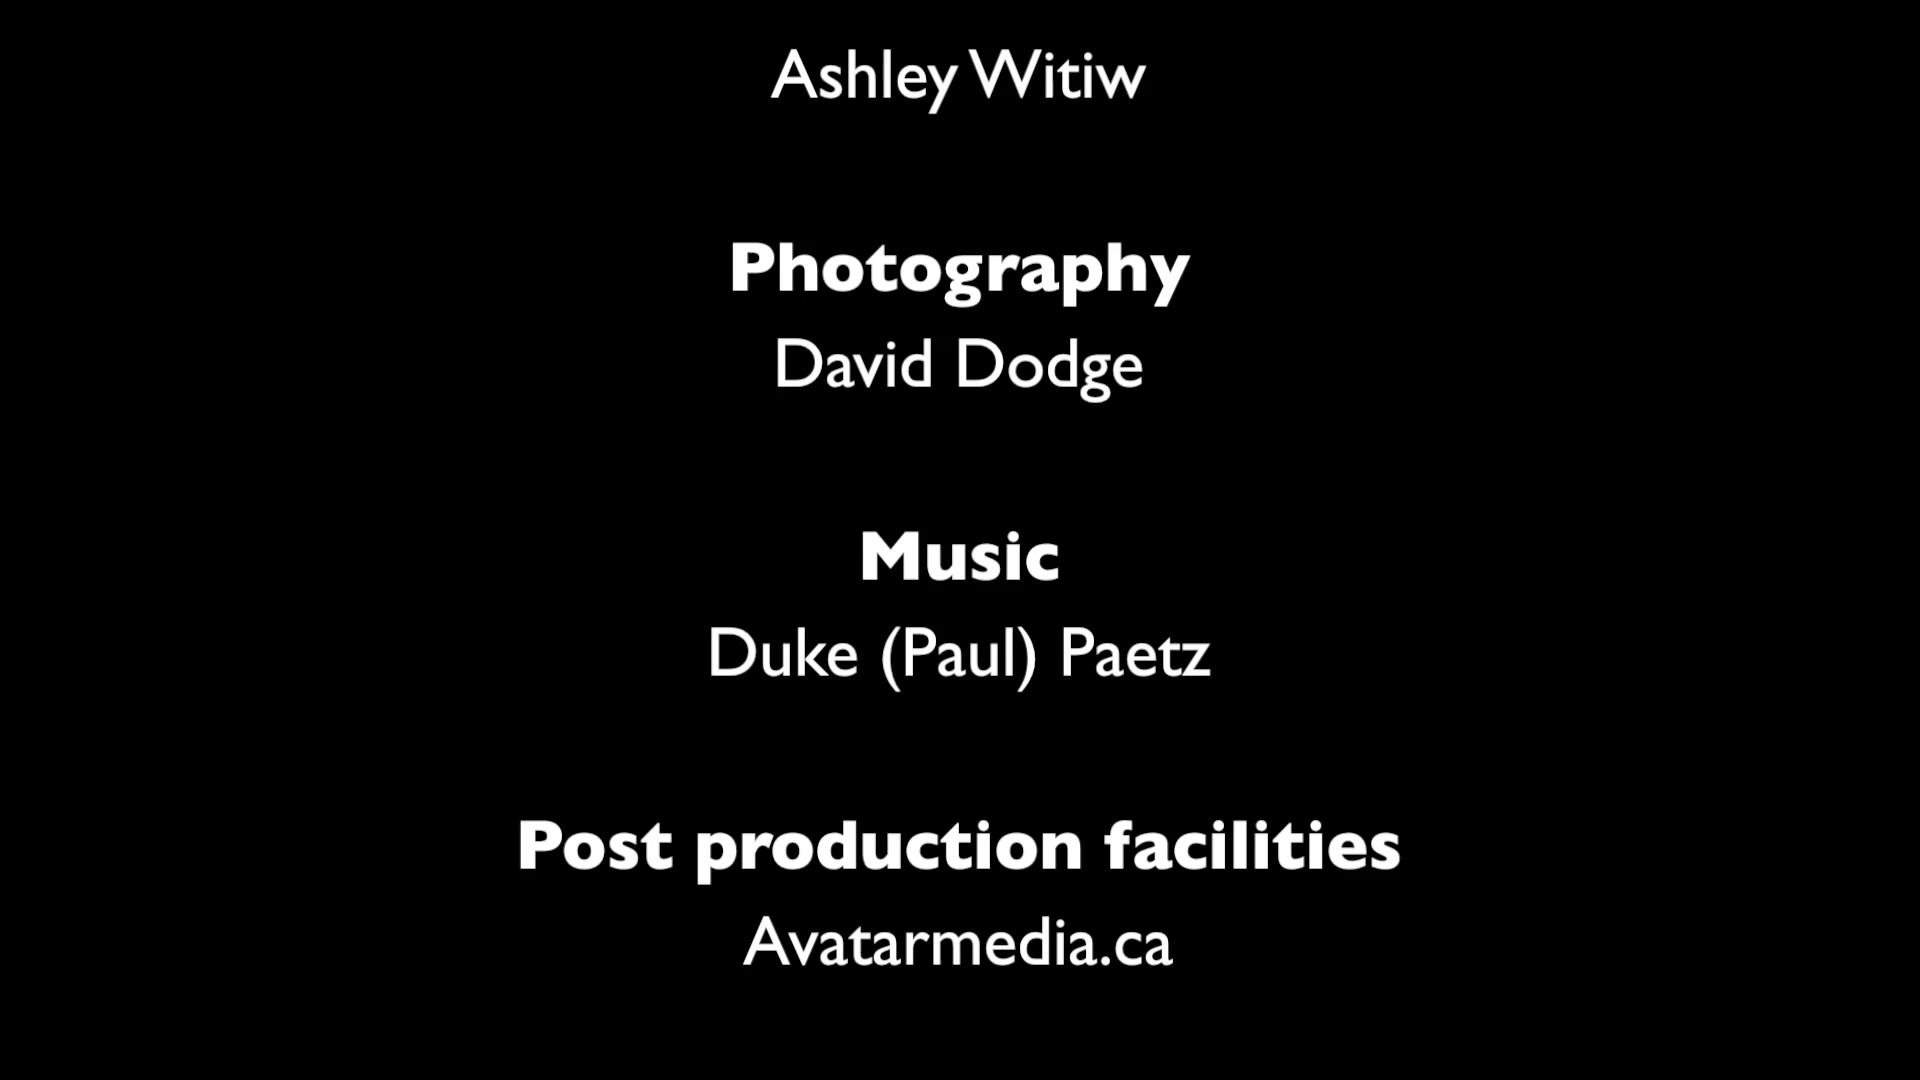 Ashley Witiw
Photography
David Dodge
Music
Duke (Paul) Paetz
Post production facilities
Avatarmedia.ca